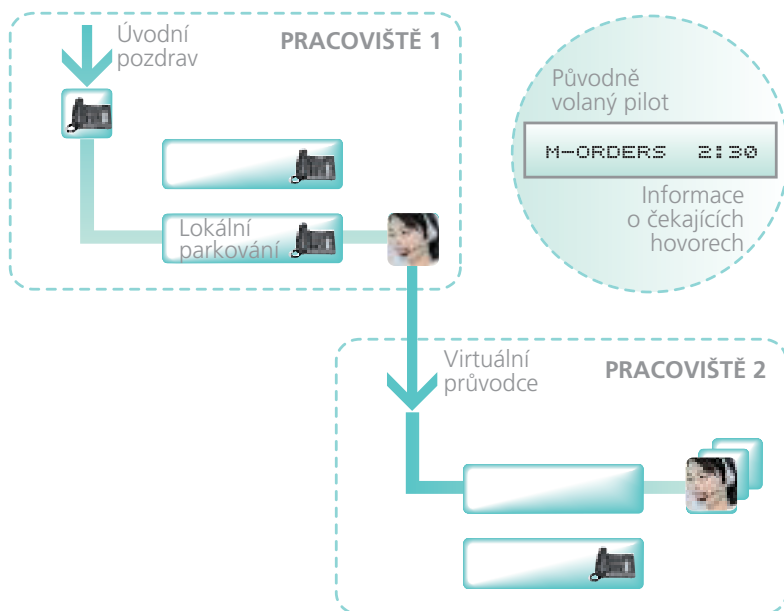 Úvodní
pozdrav
PRACOVIŠTĚ 1
Lokální
parkování
Původně
volaný pilot
M-ORDERS 2:30
Informace
o čekajících
hovorech
Virtuální
průvodce
PRACOVIŠTĚ 2